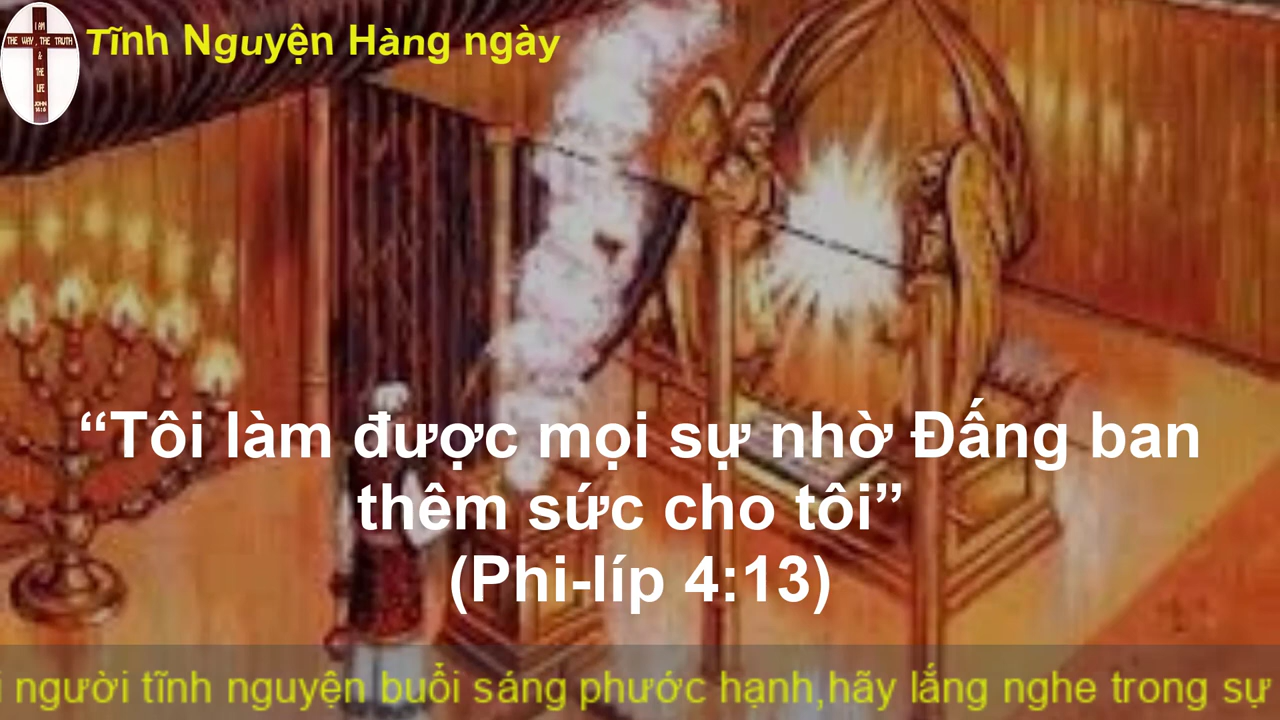 I AM
THE WAY, THE TRUTH
&
THE
LIFE
JOHN
Tĩnh Nguyện Hàng ngày
“Tôi làm được mọi sự nhờ Đấng ban
thêm sức cho tôi”
(Phi-líp 4:13)
người tĩnh nguyện buổi sáng phước hạnh,hãy lắng nghe trong sự